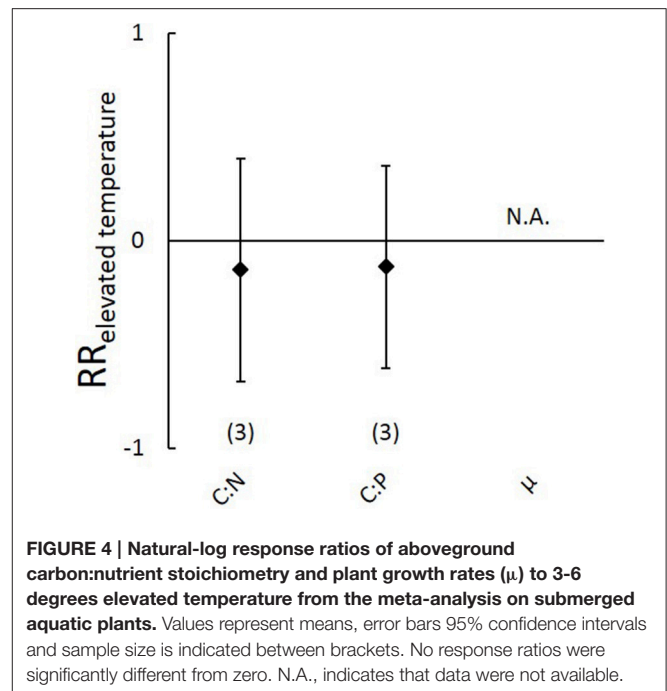 1
RR elevated temperature
0
N.A.
-1
(3) (3)
C:N C:P μ
FIGURE 4 | Natural-log response ratios of aboveground
carbon:nutrient stoichiometry and plant growth rates (μ) to 3-6
degrees elevated temperature from the meta-analysis on submerged
aquatic plants. Values represent means, error bars 95% confidence intervals
and sample size is indicated between brackets. No response ratios were
significantly different from zero. N.A., indicates that data were not available.